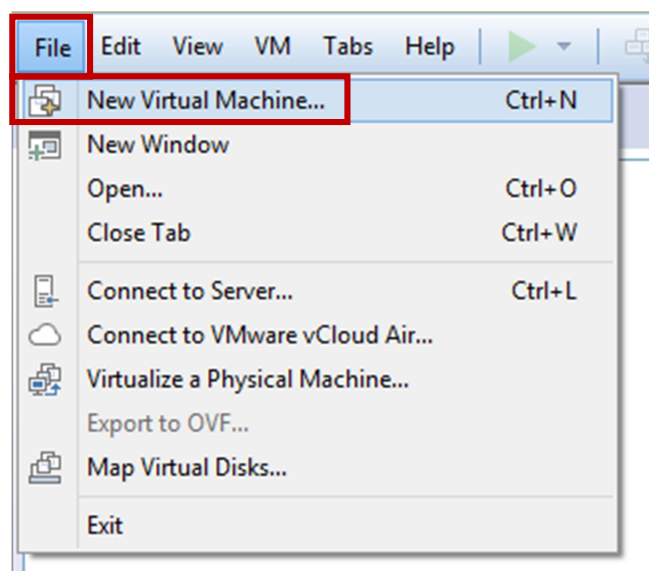 File Edit View VM Tabs Help
New Virtual Machine... Ctrl+N
New Window
Open... Ctrl+O
Close Tab Ctrl+W
Connect to Server... Ctrl+L
Connect to VMware vCloud Air...
Virtualize a Physical Machine...
Export to OVF...
Map Virtual Disks...
Exit